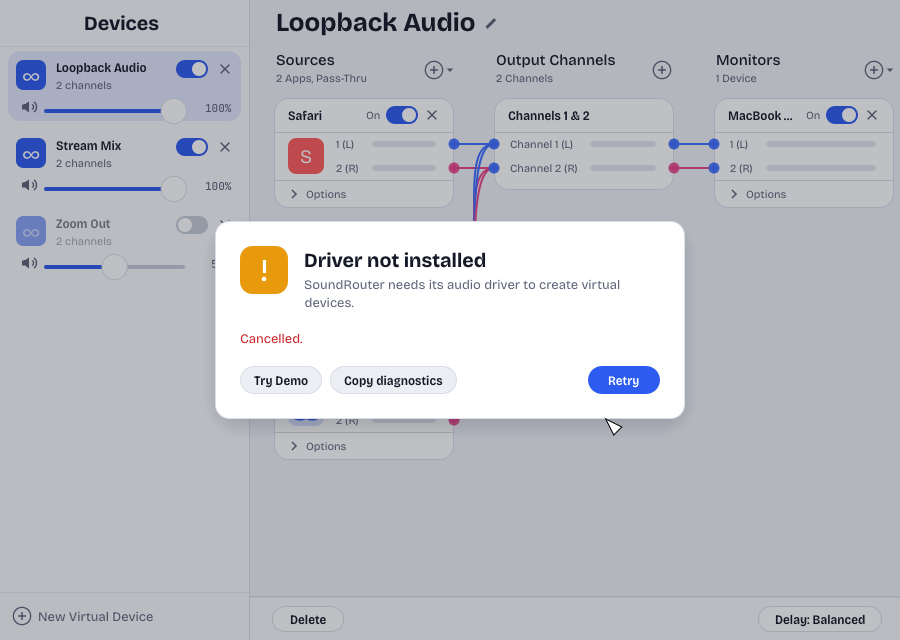 Devices
Loopback Audio
2 channels
100%
Stream Mix
2 channels
100%
Zoom Out
2 channels
New Virtual Device
Loopback Audio
Sources
2 Apps, Pass-Thru
Output Channels
2 Channels
Monitors
1 Device
Safari
On
S
1 (L)
2 (R)
Options
Channels 1 & 2
Channel 1 (L)
Channel 2 (R)
MacBook ...
On
1 (L)
2 (R)
Options
Driver not installed
SoundRouter needs its audio driver to create virtual
devices.
Cancelled.
Try Demo
Copy diagnostics
Retry
2 (R)
Options
Delete
Delay: Balanced